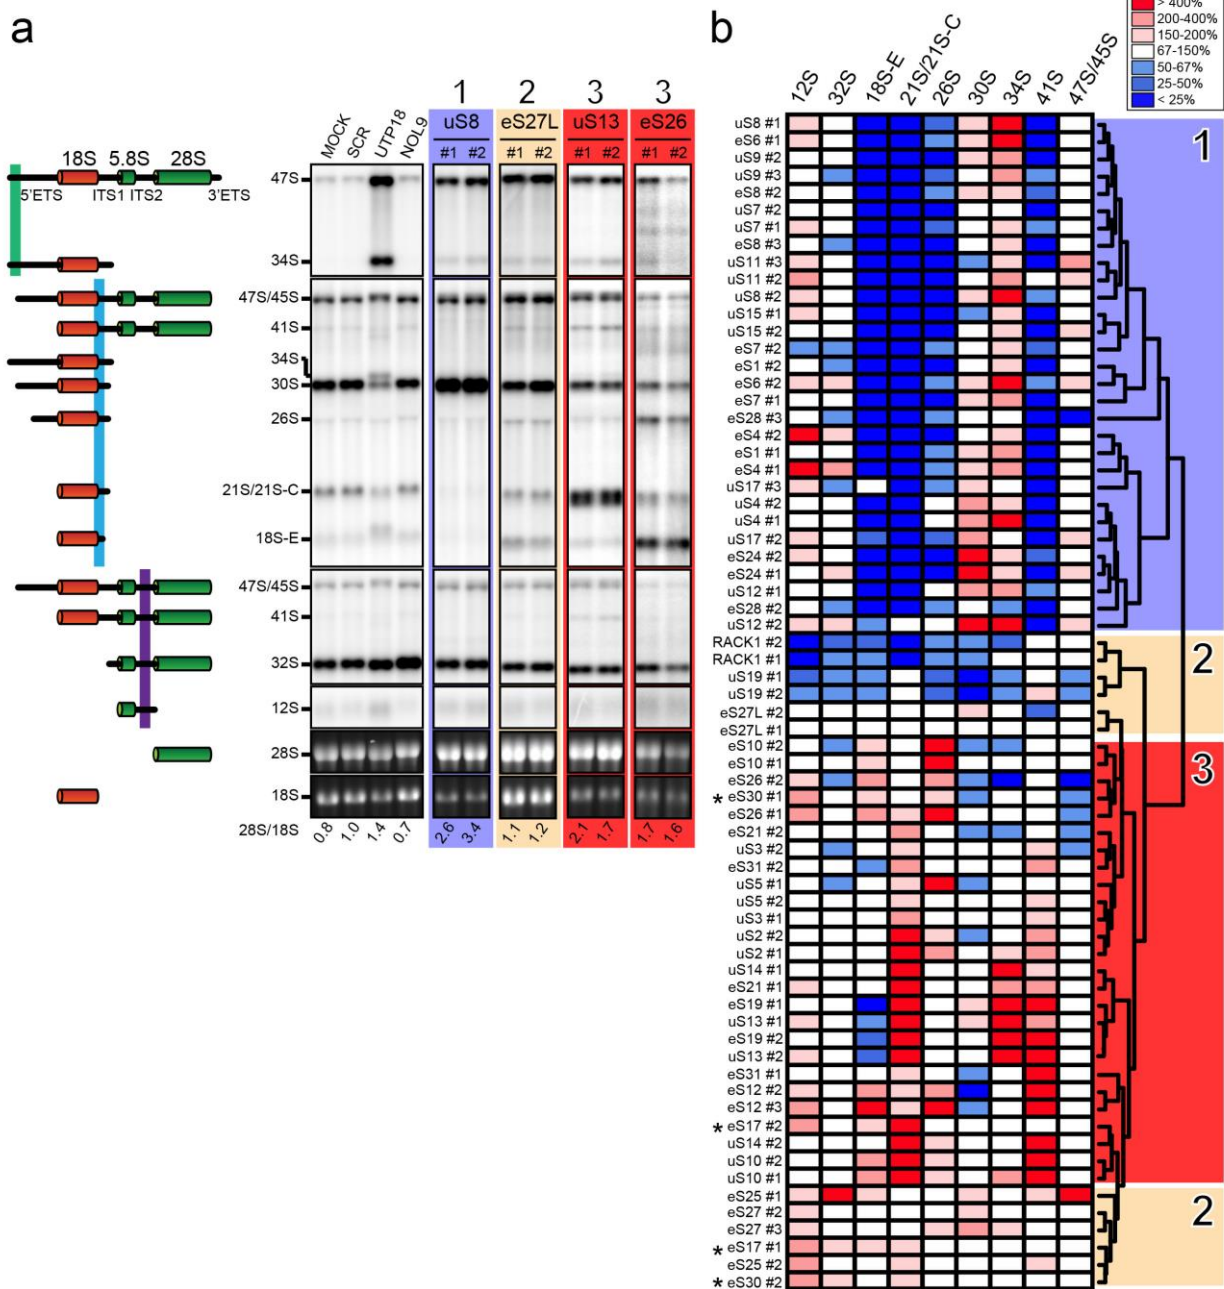 a
b
> 400%
200-400%
150-200%
67-150%
50-67%
25-50%
< 25%
12S 32S 18S-E 21S/21S-C 26S 30S 34S 41S 47S/45S
1 2 3 3
MOCK SCR UTP18 NOL9 uS8 eS27L uS13 eS26
#1 #2 #1 #2 #1 #2 #1 #2
18S 5.8S 28S
5'ETS ITS1 ITS2 3'ETS
47S
34S
47S/45S
41S
34S
30S
26S
21S/21S-C
18S-E
47S/45S
41S
32S
12S
28S
18S
28S/18S 0.8 1.0 1.4 0.7 2.6 3.4 1.1 1.2 2.1 1.7 1.7 1.6
uS8 #1
eS6 #1
uS9 #2
uS9 #3
eS8 #2
uS7 #2
uS7 #1
eS8 #3
uS11 #3
uS11 #2
uS8 #2
uS15 #1
uS15 #2
eS7 #2
eS1 #2
eS6 #2
eS7 #1
eS28 #3
eS4 #2
eS1 #1
eS4 #1
uS17 #3
uS4 #2
uS4 #1
uS17 #2
eS24 #2
eS24 #1
uS12 #1
eS28 #2
uS12 #2
RACK1 #2
RACK1 #1
uS19 #1
uS19 #2
eS27L #2
eS27L #1
eS10 #2
eS10 #1
eS26 #2
* eS30 #1
eS26 #1
eS21 #2
uS3 #2
eS31 #2
uS5 #1
uS5 #2
uS3 #1
uS2 #2
uS2 #1
uS14 #1
eS21 #1
eS19 #1
uS13 #1
eS19 #2
uS13 #2
eS31 #1
eS12 #2
eS12 #3
* eS17 #2
uS14 #2
uS10 #2
uS10 #1
eS25 #1
eS27 #2
eS27 #3
* eS17 #1
eS25 #2
* eS30 #2
1
2
3
2